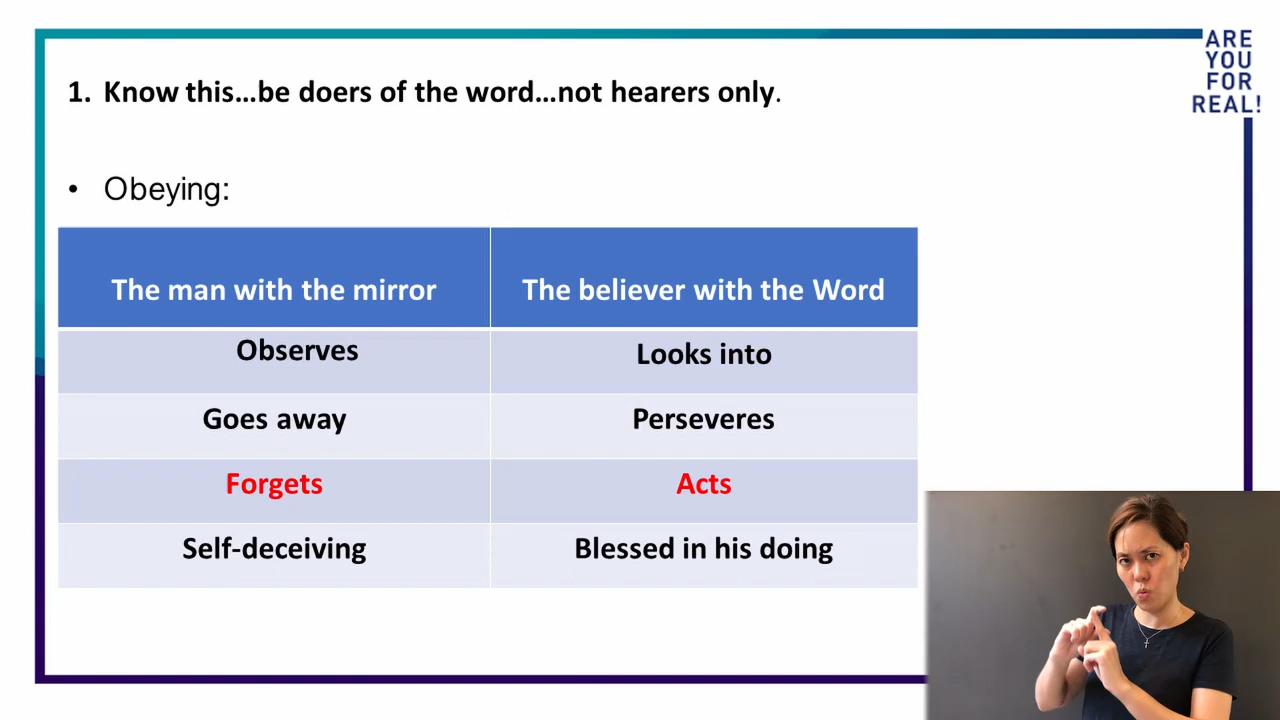 ARE
YOU
FOR
REAL!
1. Know this…be doers of the word…not hearers only.
• Obeying:
The man with the mirror The believer with the Word
Observes Looks into
Goes away Perseveres
Forgets Acts
Self-deceiving Blessed in his doing